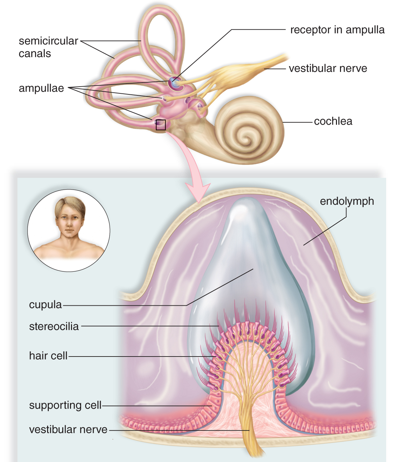 receptor in ampulla
semicircular
canals
vestibular nerve
ampullae
cochlea
endolymph
cupula
stereocilia
hair cell
supporting cell
vestibular nerve